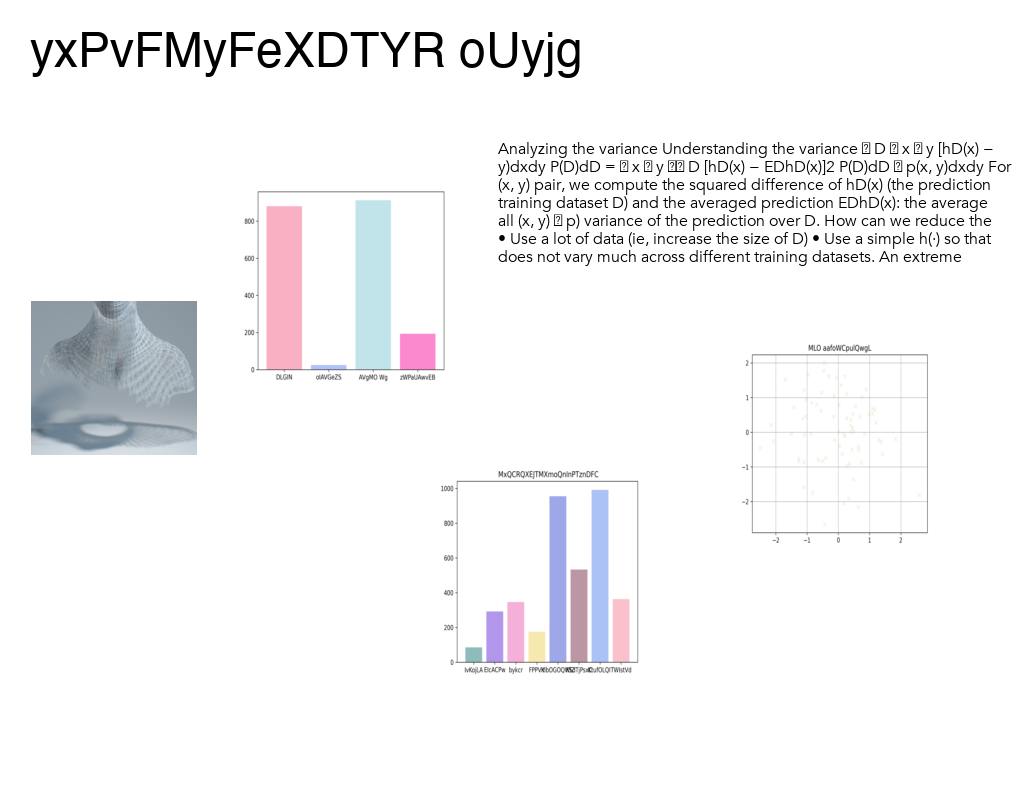 yxPvFMyFeXDTYR oUyjg
Analyzing the variance Understanding the variance � D � x � y [hD(x) −
y)dxdy P(D)dD = � x � y �� D [hD(x) − EDhD(x)]2 P(D)dD � p(x, y)dxdy For
(x, y) pair, we compute the squared difference of hD(x) (the prediction
training dataset D) and the averaged prediction EDhD(x): the average
all (x, y) � p) variance of the prediction over D. How can we reduce the
• Use a lot of data (ie, increase the size of D) • Use a simple h(·) so that
does not vary much across different training datasets. An extreme
800
600
400
200
0
DLGIN olAVGeZS AVgMO Wg zWPaUAwvEB
MLO aafoWCpulQwgL
2
1
0
−1
−2
−2 −1 0 1 2
MxQCRQXEJTMXmoQnInPTznDFC
1000
800
600
400
200
0
lvKojLA ElcACPw bykcr